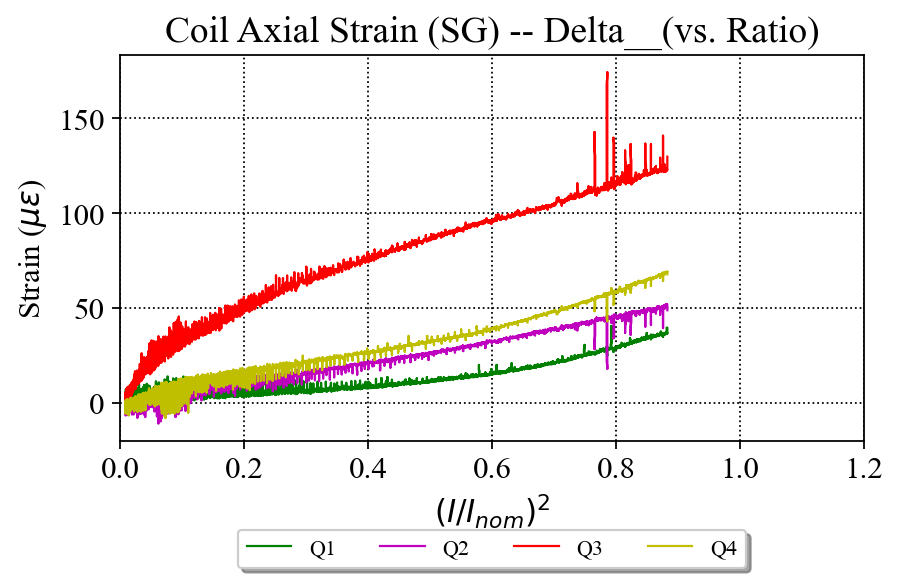 Coil Axial Strain (SG) -- Delta__(vs. Ratio)
Strain (με)
150
100
50
0
0.0 0.2 0.4 0.6 0.8 1.0 1.2
(I/I_nom)^2
Q1 Q2 Q3 Q4